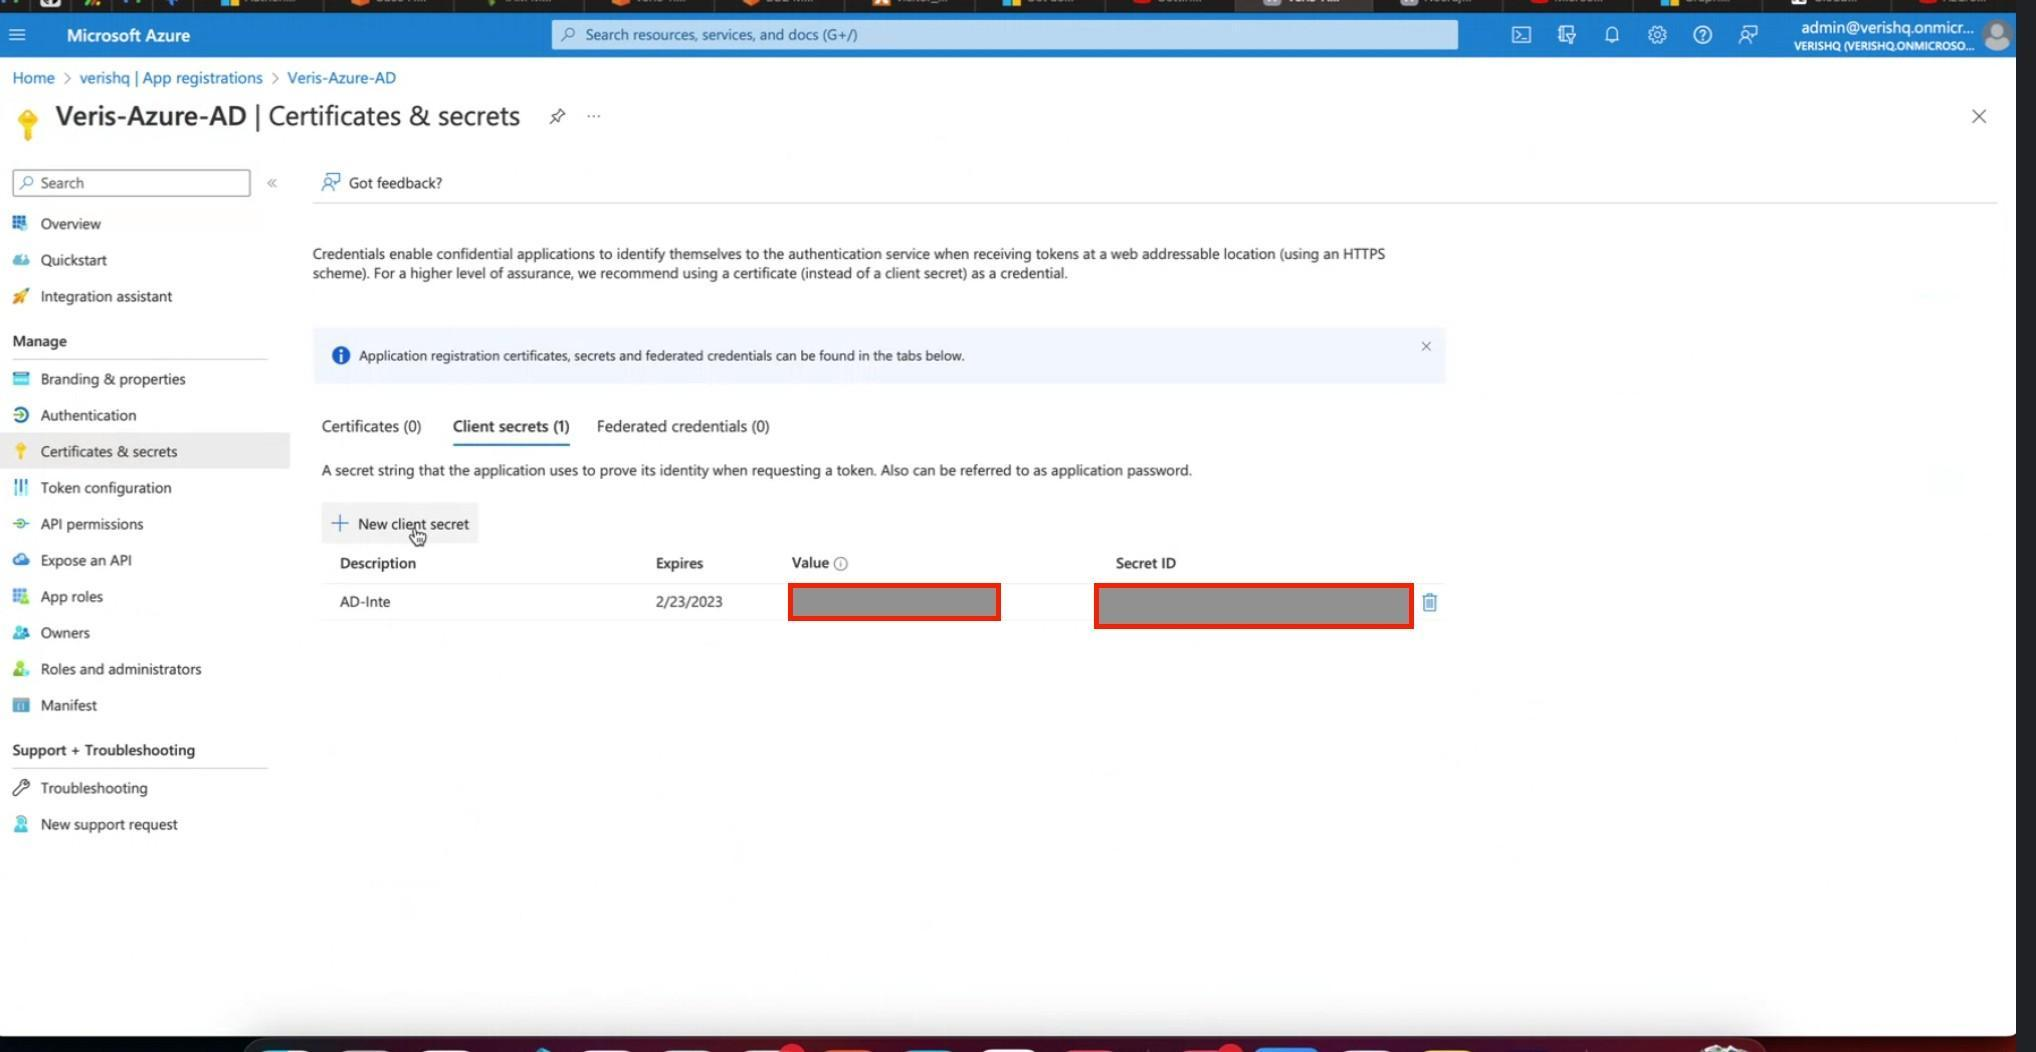 Microsoft Azure
Search resources, services, and docs (G+/)
admin@verishq.onmicr...
VERISHQ (VERISHQ.ONMICROSO...
Home > verishq | App registrations > Veris-Azure-AD
Veris-Azure-AD | Certificates & secrets
Search
Got feedback?
Overview
Quickstart
Integration assistant
Manage
Branding & properties
Authentication
Certificates & secrets
Token configuration
API permissions
Expose an API
App roles
Owners
Roles and administrators
Manifest
Support + Troubleshooting
Troubleshooting
New support request
Credentials enable confidential applications to identify themselves to the authentication service when receiving tokens at a web addressable location (using an HTTPS
scheme). For a higher level of assurance, we recommend using a certificate (instead of a client secret) as a credential.
Application registration certificates, secrets and federated credentials can be found in the tabs below.
Certificates (0) Client secrets (1) Federated credentials (0)
A secret string that the application uses to prove its identity when requesting a token. Also can be referred to as application password.
New client secret
Description Expires Value Secret ID
AD-Inte 2/23/2023